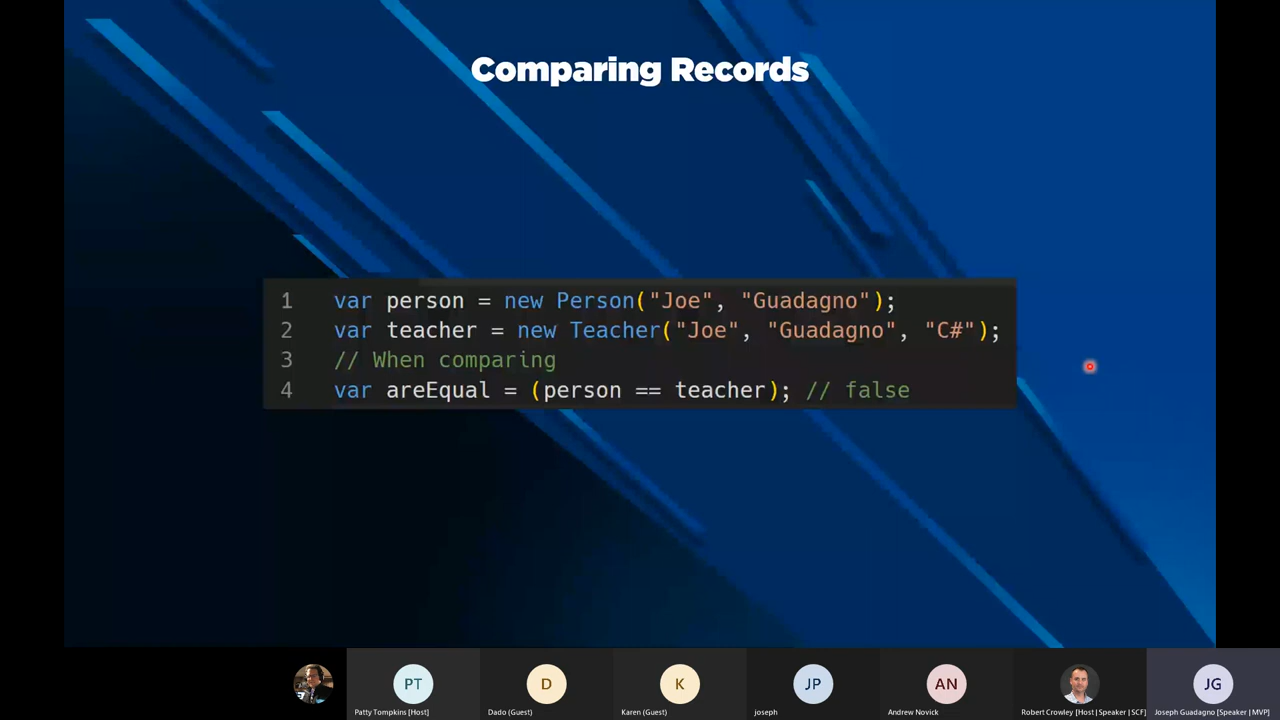 Comparing Records
1 var person = new Person("Joe", "Guadagno");
2 var teacher = new Teacher("Joe", "Guadagno", "C#");
3 // When comparing
4 var areEqual = (person == teacher); // false
PT
D
K
JP
AN
JG
Patty Tompkins [Host]
Dado (Guest)
Karen (Guest)
joseph
Andrew Novick
Robert Crowley [Host | Speaker | SCF]
Joseph Guadagno [Speaker | MVP]